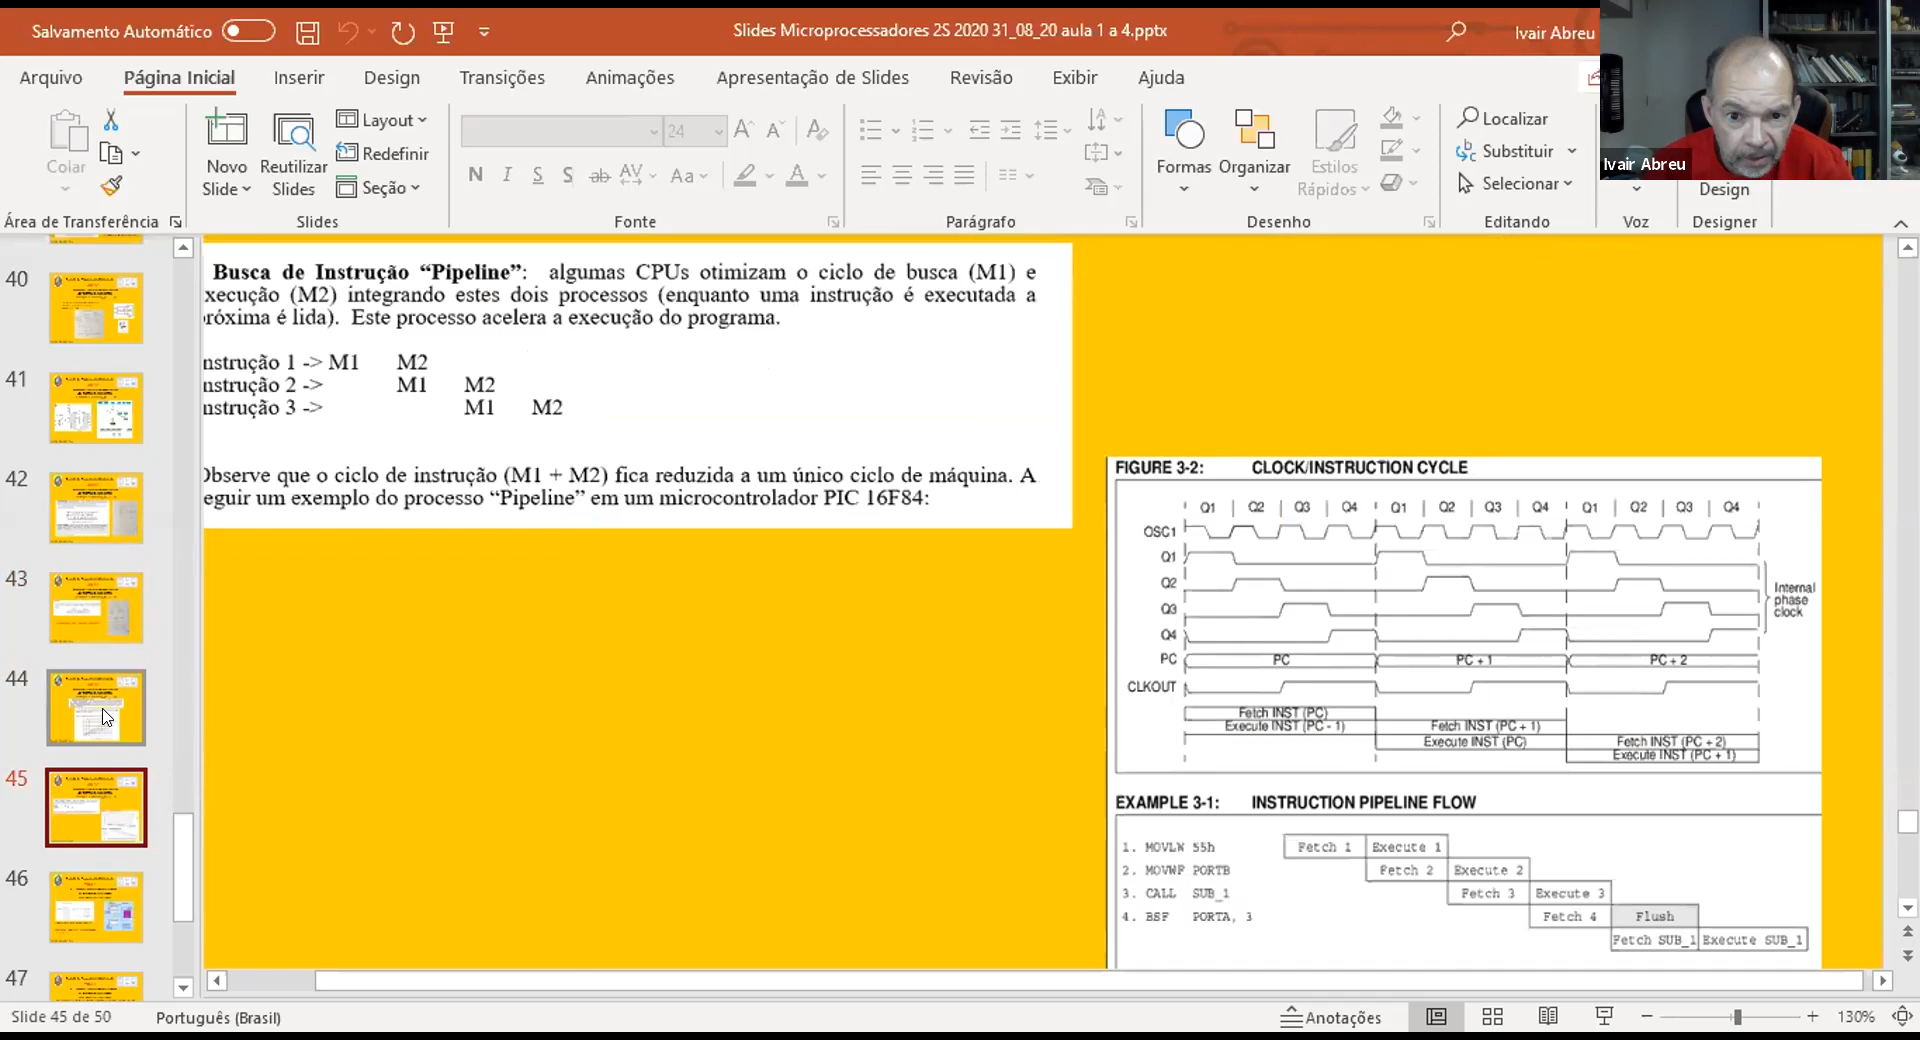 Salvamento Automático
Slides Microprocessadores 2S 2020 31_08_20 aula 1 a 4.pptx
Ivair Abreu
Arquivo
Página Inicial
Inserir
Design
Transições
Animações
Apresentação de Slides
Revisão
Exibir
Ajuda
Colar
Novo
Slide
Reutilizar
Slides
Layout
Redefinir
Seção
24
N I S S ab AV Aa A
Formas
Organizar
Estilos
Rápidos
Localizar
Substituir
Selecionar
Ivair Abreu
Design
Área de Transferência
Slides
Fonte
Parágrafo
Desenho
Editando
Voz
Designer
40
41
42
43
44
45
46
47
Busca de Instrução “Pipeline”: algumas CPUs otimizam o ciclo de busca (M1) e
xecução (M2) integrando estes dois processos (enquanto uma instrução é executada a
próxima é lida). Este processo acelera a execução do programa.
nstrução 1 -> M1 M2
nstrução 2 -> M1 M2
nstrução 3 -> M1 M2
Observe que o ciclo de instrução (M1 + M2) fica reduzida a um único ciclo de máquina. A
eguir um exemplo do processo “Pipeline” em um microcontrolador PIC 16F84:
FIGURE 3-2: CLOCK/INSTRUCTION CYCLE
Q1 | Q2 | Q3 | Q4 | Q1 | Q2 | Q3 | Q4 | Q1 | Q2 | Q3 | Q4
OSC1
Q1
Q2
Q3
Q4
Internal
phase
clock
PC PC PC + 1 PC + 2
CLKOUT
Fetch INST (PC)
Execute INST (PC - 1)
Fetch INST (PC + 1)
Execute INST (PC)
Fetch INST (PC + 2)
Execute INST (PC + 1)
EXAMPLE 3-1: INSTRUCTION PIPELINE FLOW
1. MOVLW 55h Fetch 1 Execute 1
2. MOVWF PORTB Fetch 2 Execute 2
3. CALL SUB_1 Fetch 3 Execute 3
4. BSF PORTA, 3 Fetch 4 Flush
Fetch SUB_1 Execute SUB_1
Slide 45 de 50
Português (Brasil)
Anotações
130%